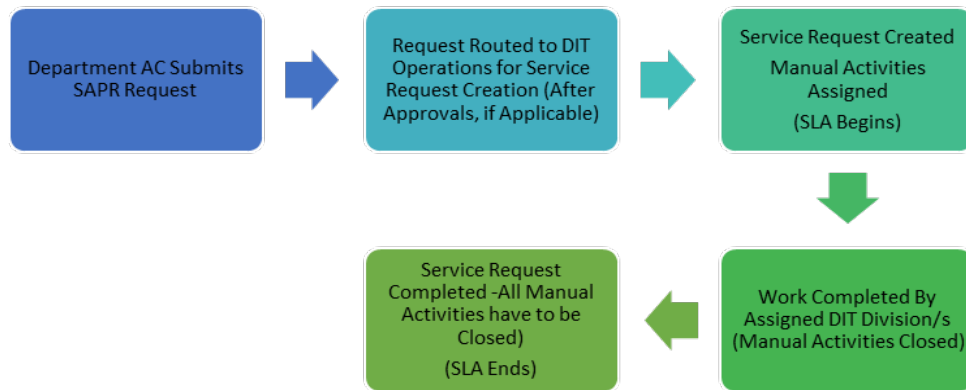 Department AC Submits
SAPR Request
Request Routed to DIT
Operations for Service
Request Creation (After
Approvals, if Applicable)
Service Request Created
Manual Activities
Assigned
(SLA Begins)
Work Completed By
Assigned DIT Division/s
(Manual Activities Closed)
Service Request
Completed -All Manual
Activities have to be
Closed)
(SLA Ends)